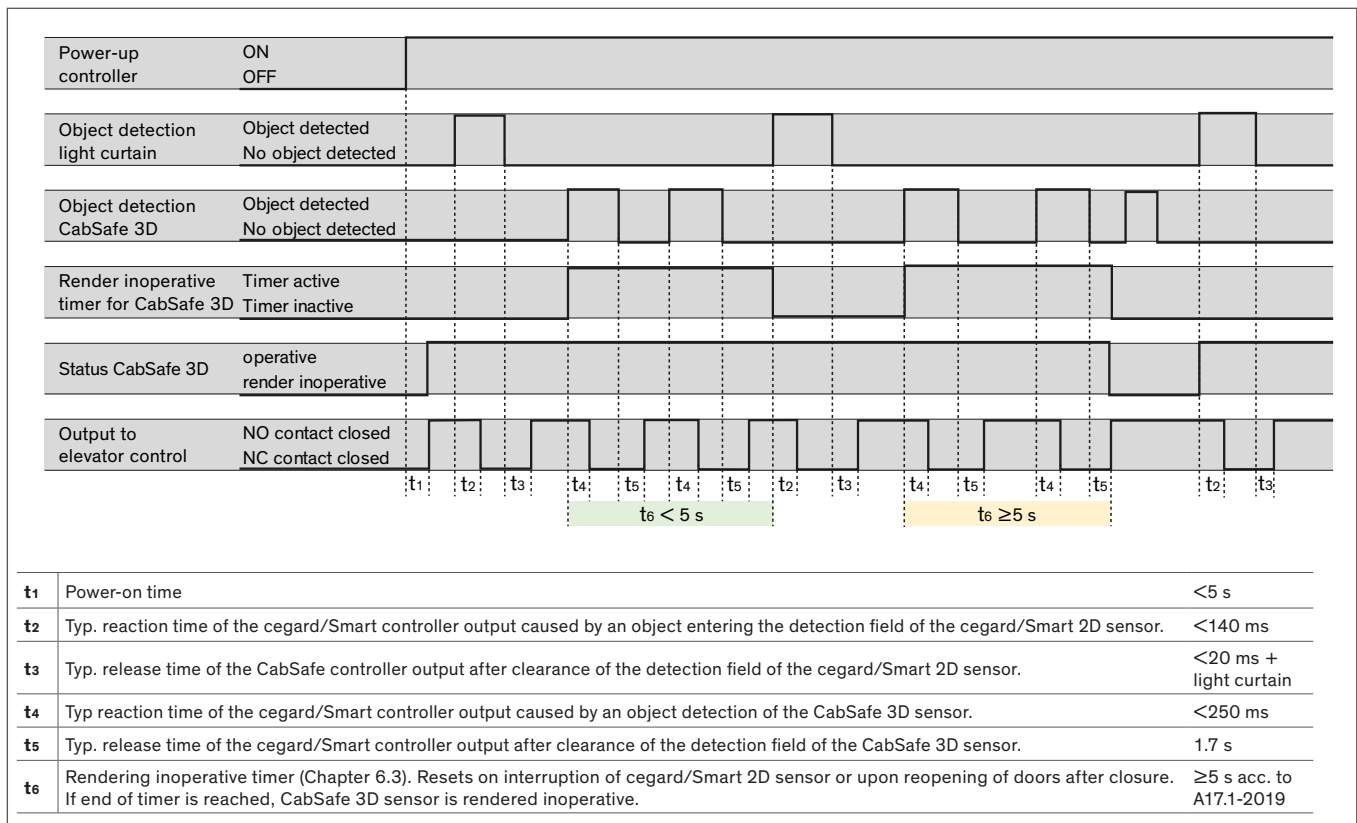 Power-up ON
controller OFF
Object detection Object detected
light curtain No object detected
Object detection Object detected
CabSafe 3D No object detected
Render inoperative Timer active
timer for CabSafe 3D Timer inactive
Status CabSafe 3D operative
render inoperative
Output to NO contact closed
elevator control NC contact closed
t1 t2 t3 t4 t5 t4 t5 t2 t3 t4 t5 t4 t5 t2 t3
t6 < 5 s t6 ≥5 s
t1 Power-on time <5 s
t2 Typ. reaction time of the cegard/Smart controller output caused by an object entering the detection field of the cegard/Smart 2D sensor. <140 ms
t3 Typ. release time of the CabSafe controller output after clearance of the detection field of the cegard/Smart 2D sensor. <20 ms +
light curtain
t4 Typ reaction time of the cegard/Smart controller output caused by an object detection of the CabSafe 3D sensor. <250 ms
t5 Typ. release time of the cegard/Smart controller output after clearance of the detection field of the CabSafe 3D sensor. 1.7 s
t6 Rendering inoperative timer (Chapter 6.3). Resets on interruption of cegard/Smart 2D sensor or upon reopening of doors after closure. ≥5 s acc. to
If end of timer is reached, CabSafe 3D sensor is rendered inoperative. A17.1-2019